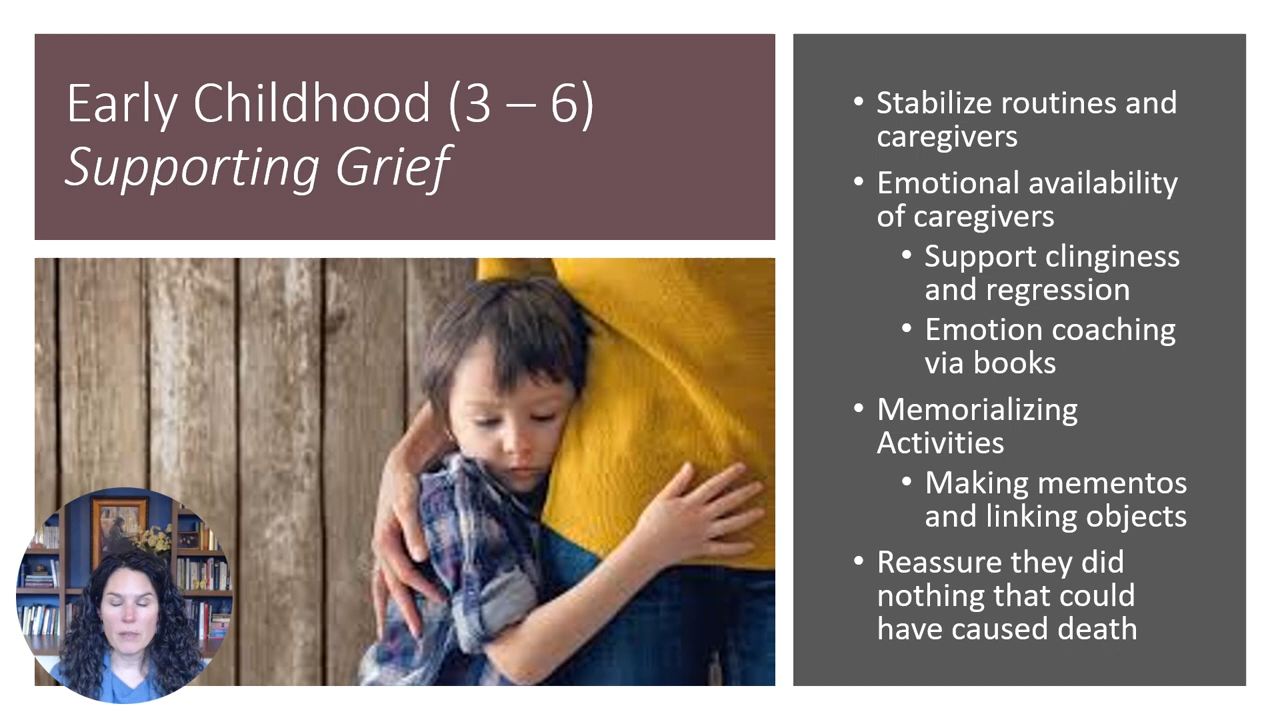 Early Childhood (3 – 6)
Supporting Grief
• Stabilize routines and
caregivers
• Emotional availability
of caregivers
• Support clinginess
and regression
• Emotion coaching
via books
• Memorializing
Activities
• Making mementos
and linking objects
• Reassure they did
nothing that could
have caused death